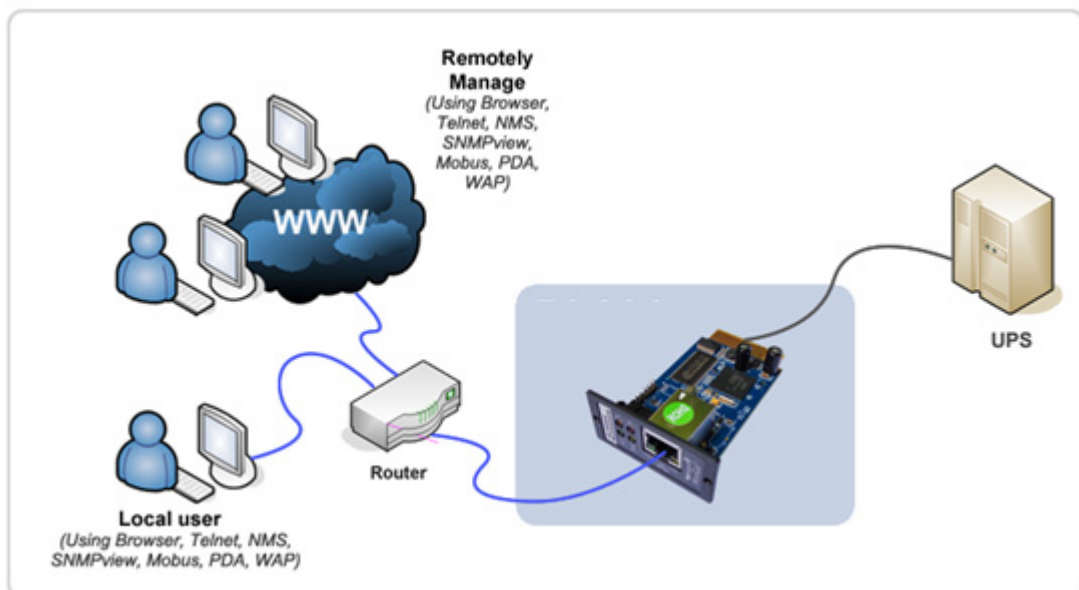 Remotely
Manage
(Using Browser,
Telnet, NMS,
SNMPview,
Mobus, PDA,
WAP)
WWW
UPS
Router
Local user
(Using Browser, Telnet, NMS,
SNMPview, Mobus, PDA, WAP)